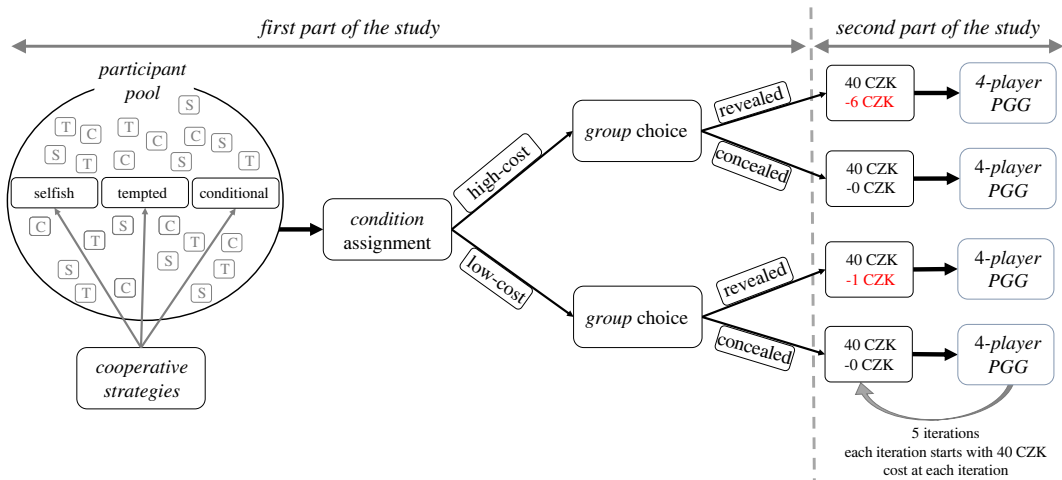 first part of the study
second part of the study
participant
pool
S
T
T
C
C
C
S
S
T
C
S
T
selfish
tempted
conditional
C
S
C
T
T
C
S
S
T
T
C
S
cooperative
strategies
condition
assignment
high-cost
low-cost
group choice
group choice
revealed
concealed
revealed
concealed
40 CZK
-6 CZK
4-player
PGG
40 CZK
-0 CZK
4-player
PGG
40 CZK
-1 CZK
4-player
PGG
40 CZK
-0 CZK
4-player
PGG
5 iterations
each iteration starts with 40 CZK
cost at each iteration